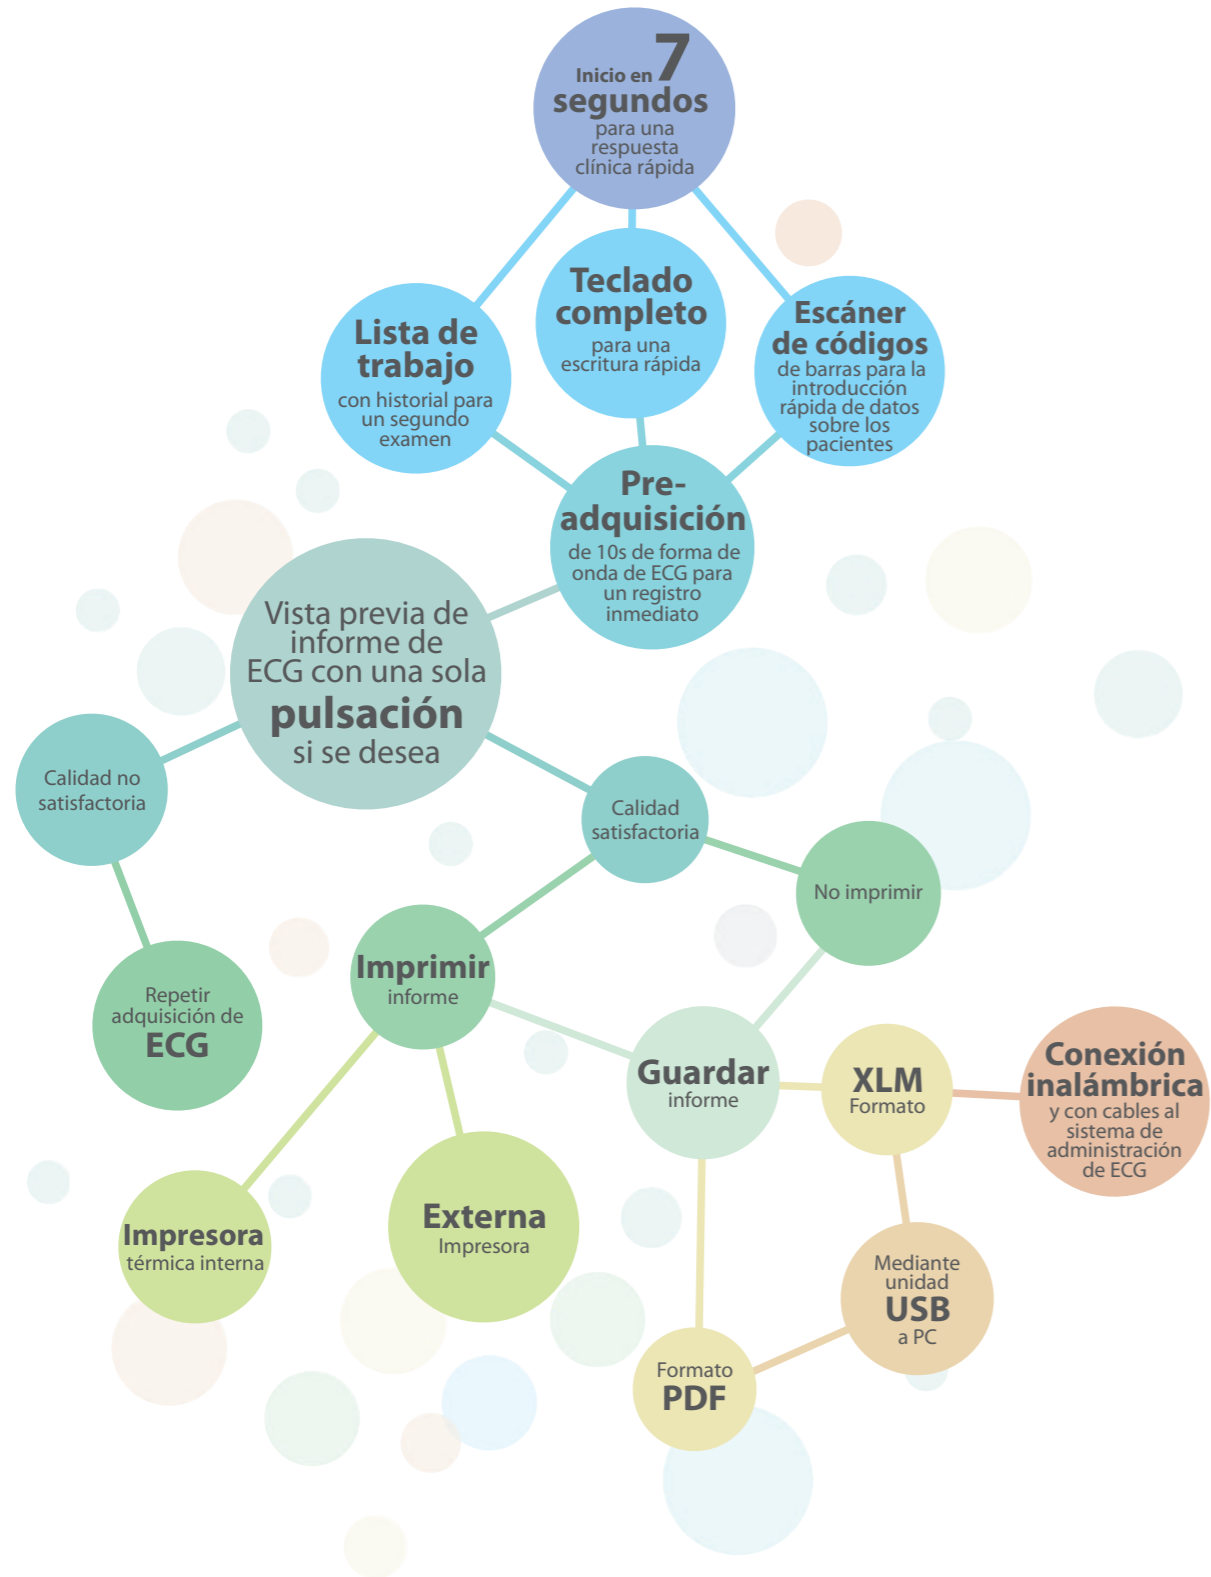 Inicio en 7
segundos
para una
respuesta
clínica rápida
Teclado
completo
para una
escritura rápida
Lista de
trabajo
con historial para
un segundo
examen
Escáner
de códigos
de barras para la
introducción
rápida de datos
sobre los
pacientes
Pre-
adquisición
de 10s de forma de
onda de ECG para
un registro
inmediato
Vista previa de
informe de
ECG con una sola
pulsación
si se desea
Calidad no
satisfactoria
Calidad
satisfactoria
No imprimir
Imprimir
informe
Repetir
adquisición de
ECG
Guardar
informe
XLM
Formato
Conexión
inalámbrica
y con cables al
sistema de
administración
de ECG
Impresora
térmica interna
Externa
Impresora
Mediante
unidad
USB
a PC
Formato
PDF